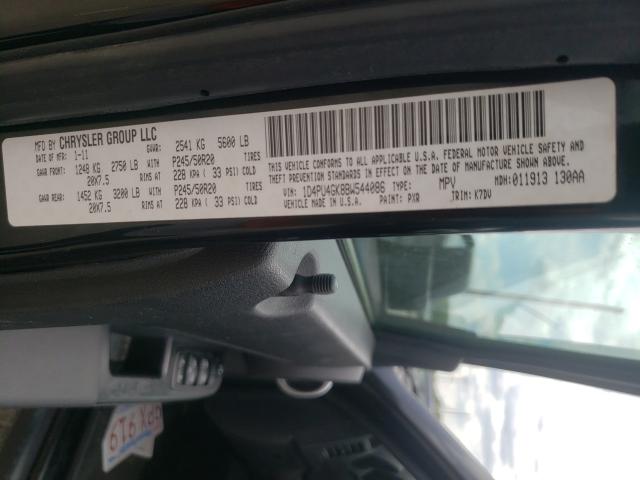 MFD BY CHRYSLER GROUP LLC
DATE OF MFR 1-11 GVWR: 2541 KG 5600 LB
GAWR FRONT: 1248 KG 2750 LB WITH P245/50R20 TIRES
20X7.5 RIMS AT 228 KPA ( 33 PSI) COLD
GAWR REAR: 1452 KG 3200 LB WITH P245/50R20 TIRES
20X7.5 RIMS AT 228 KPA ( 33 PSI) COLD
THIS VEHICLE CONFORMS TO ALL APPLICABLE U.S.A. FEDERAL MOTOR VEHICLE SAFETY AND
THEFT PREVENTION STANDARDS IN EFFECT ON THE DATE OF MANUFACTURE SHOWN ABOVE.
VIN: 1D4PU4GK8BW544086 TYPE: MPV MDH: 011913 130AA
MADE IN U.S.A. PAINT: PXR TRIM: K7DV